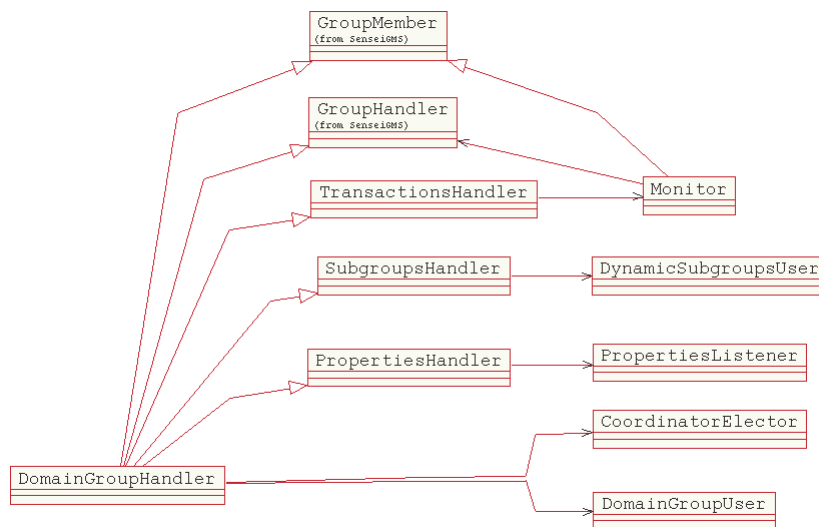 GroupMember
(from SenseiGMS)
GroupHandler
(from SenseiGMS)
TransactionsHandler
Monitor
SubgroupsHandler
DynamicSubgroupsUser
PropertiesHandler
PropertiesListener
CoordinatorElector
DomainGroupHandler
DomainGroupUser